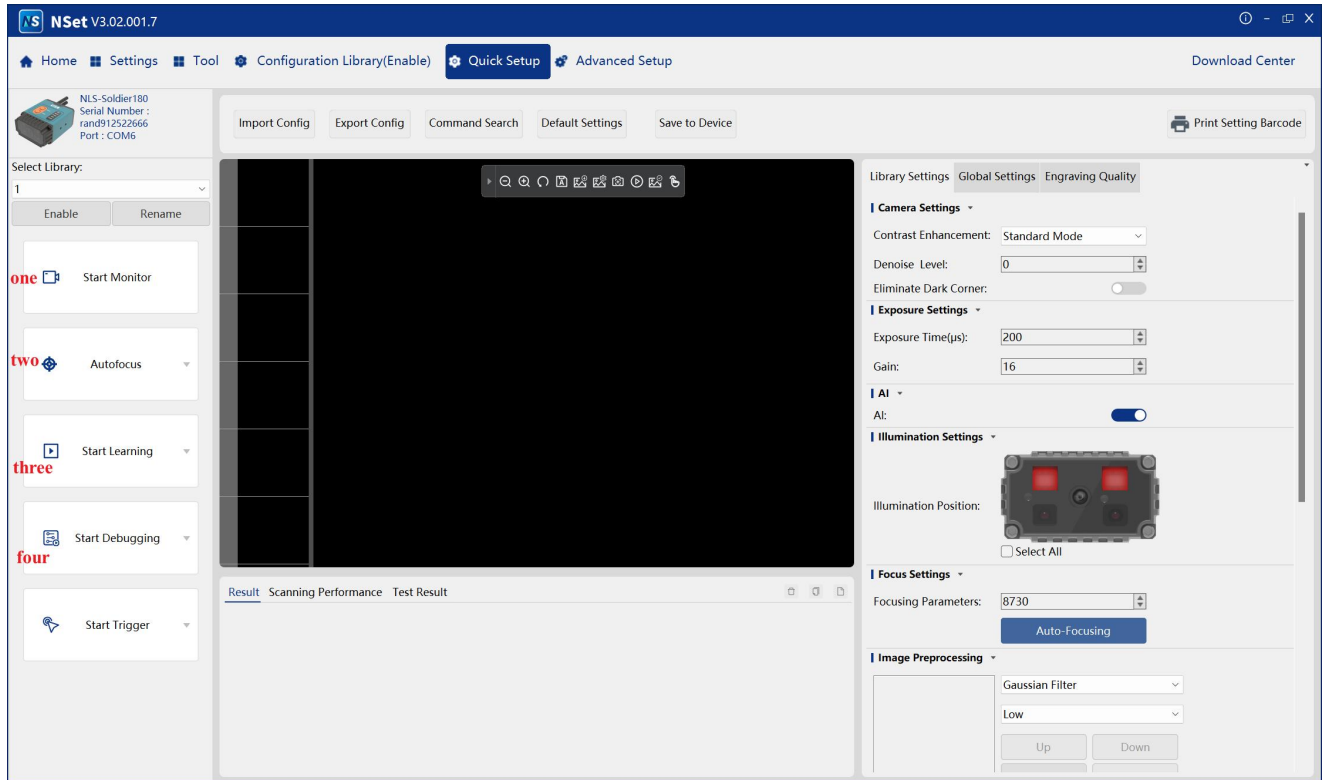 NS NSet V3.02.001.7
Home Settings Tool Configuration Library(Enable) Quick Setup Advanced Setup Download Center
NLS-Soldier180
Serial Number :
rand912522666
Port : COM6
Import Config Export Config Command Search Default Settings Save to Device Print Setting Barcode
Select Library:
1
Enable Rename
one Start Monitor
two Autofocus
three Start Learning
four Start Debugging
Start Trigger
Result Scanning Performance Test Result
Library Settings Global Settings Engraving Quality
Camera Settings
Contrast Enhancement: Standard Mode
Denoise Level: 0
Eliminate Dark Corner:
Exposure Settings
Exposure Time(μs): 200
Gain: 16
AI
AI:
Illumination Settings
Illumination Position:
Select All
Focus Settings
Focusing Parameters: 8730
Auto-Focusing
Image Preprocessing
Gaussian Filter
Low
Up Down